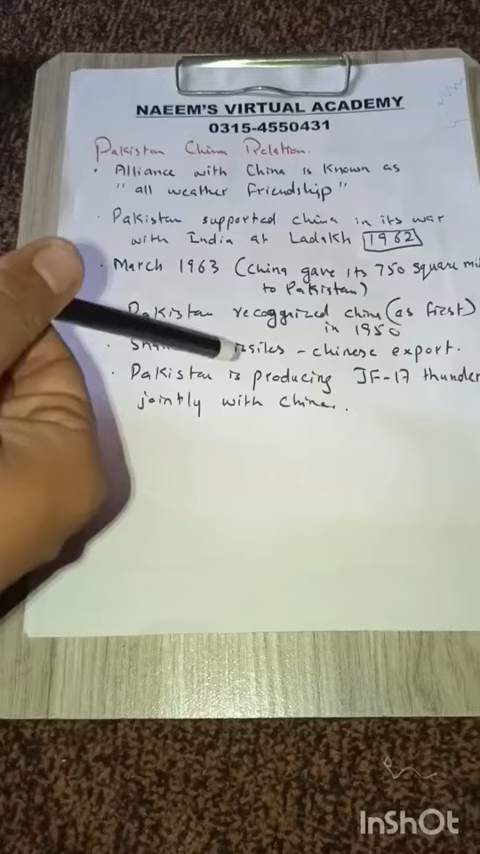 NAEEM'S VIRTUAL ACADEMY
0315-4550431
Pakistan China Relation.
• Alliance with China is known as
"all weather friendship"
• Pakistan supported china in its war
with India at Ladakh 1962
• March 1963 (China gave its 750 square mi
to Pakistan)
Pakistan recoggnized china (as first)
in 1950
• - chinese export.
• Pakistan is producing JF-17 thunder
jointly with china.
InShOt